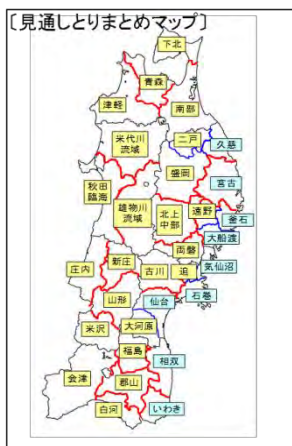 〔見通しとりまとめマップ〕
下北
青森
津軽
南部
米代川
流域
二戸
久慈
盛岡
宮古
秋田
臨海
雄物川
流域
北上
中部
遠野
釜石
大船渡
両磐
気仙沼
庄内
新庄
古川
迫
石巻
山形
仙台
米沢
大河原
福島
相双
会津
郡山
白河
いわき